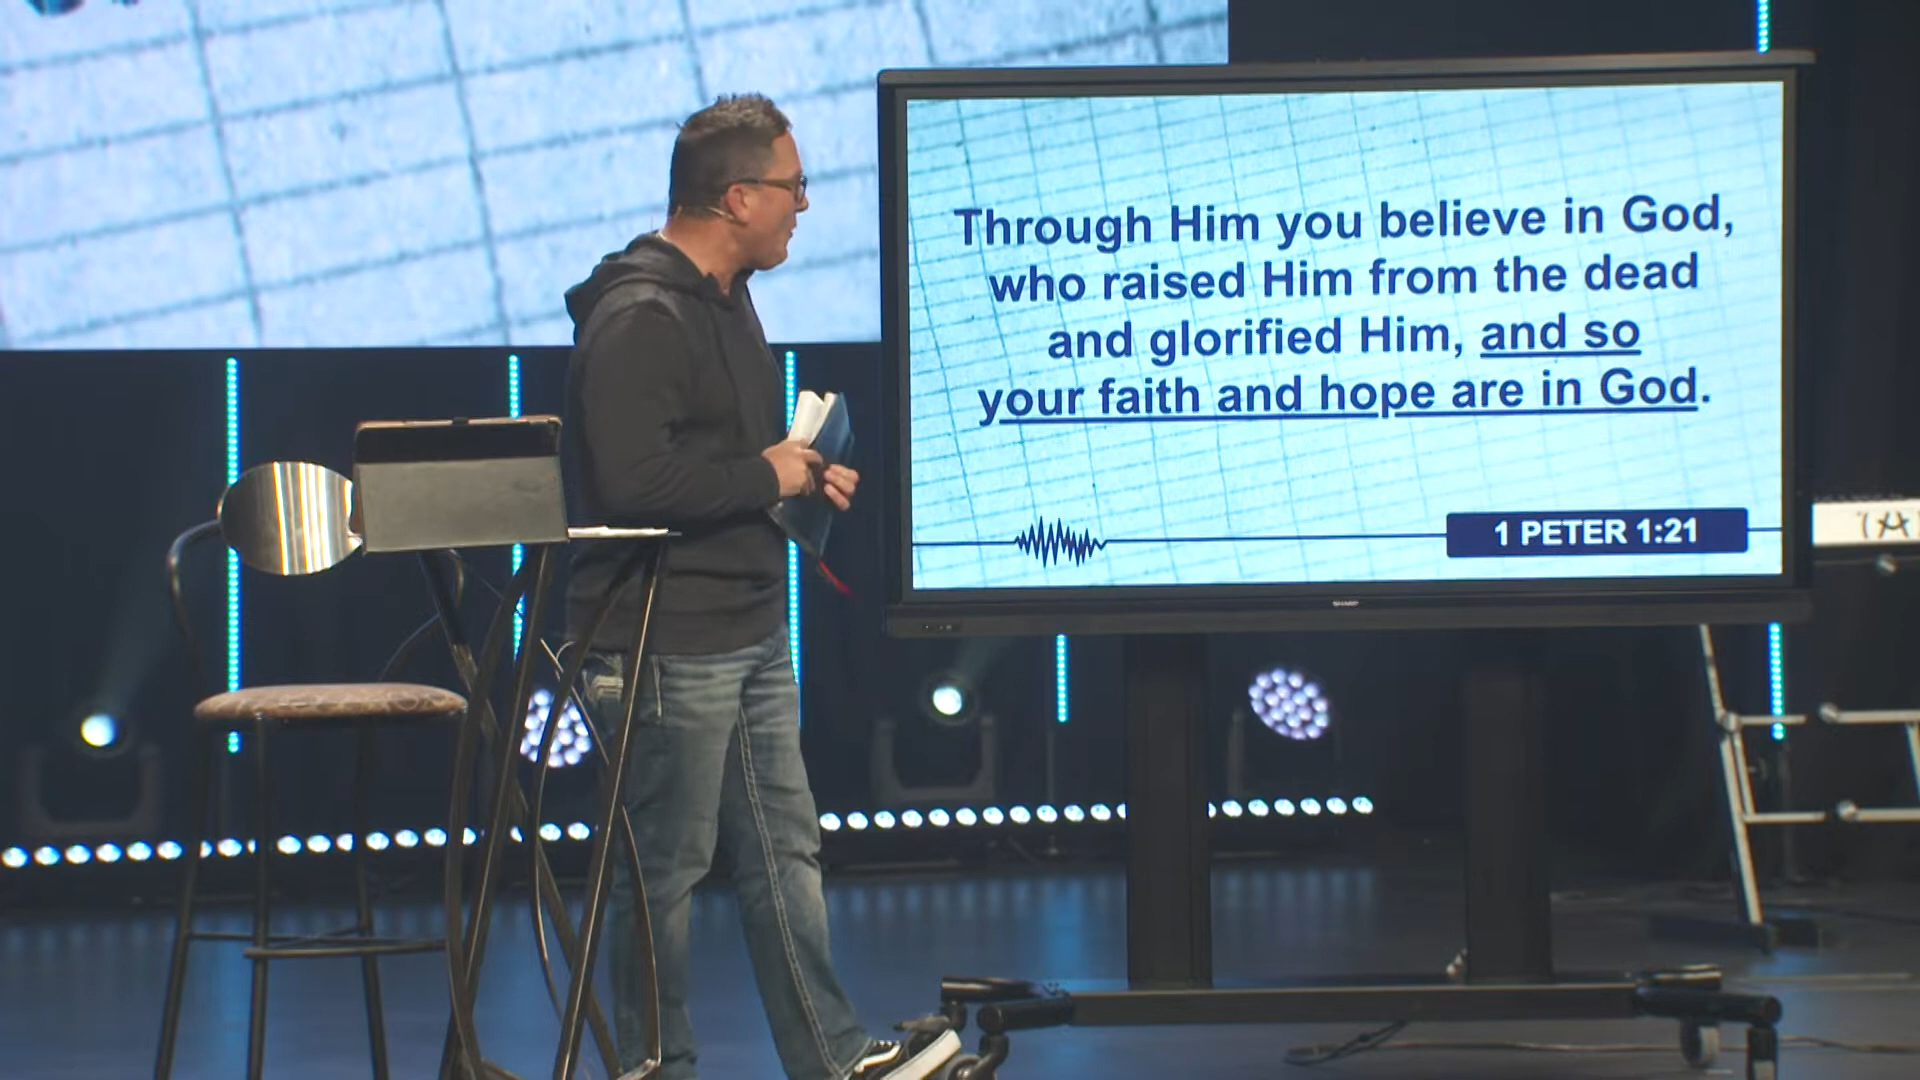 Through Him you believe in God,
who raised Him from the dead
and glorified Him, and so
your faith and hope are in God.
1 PETER 1:21
SHARP